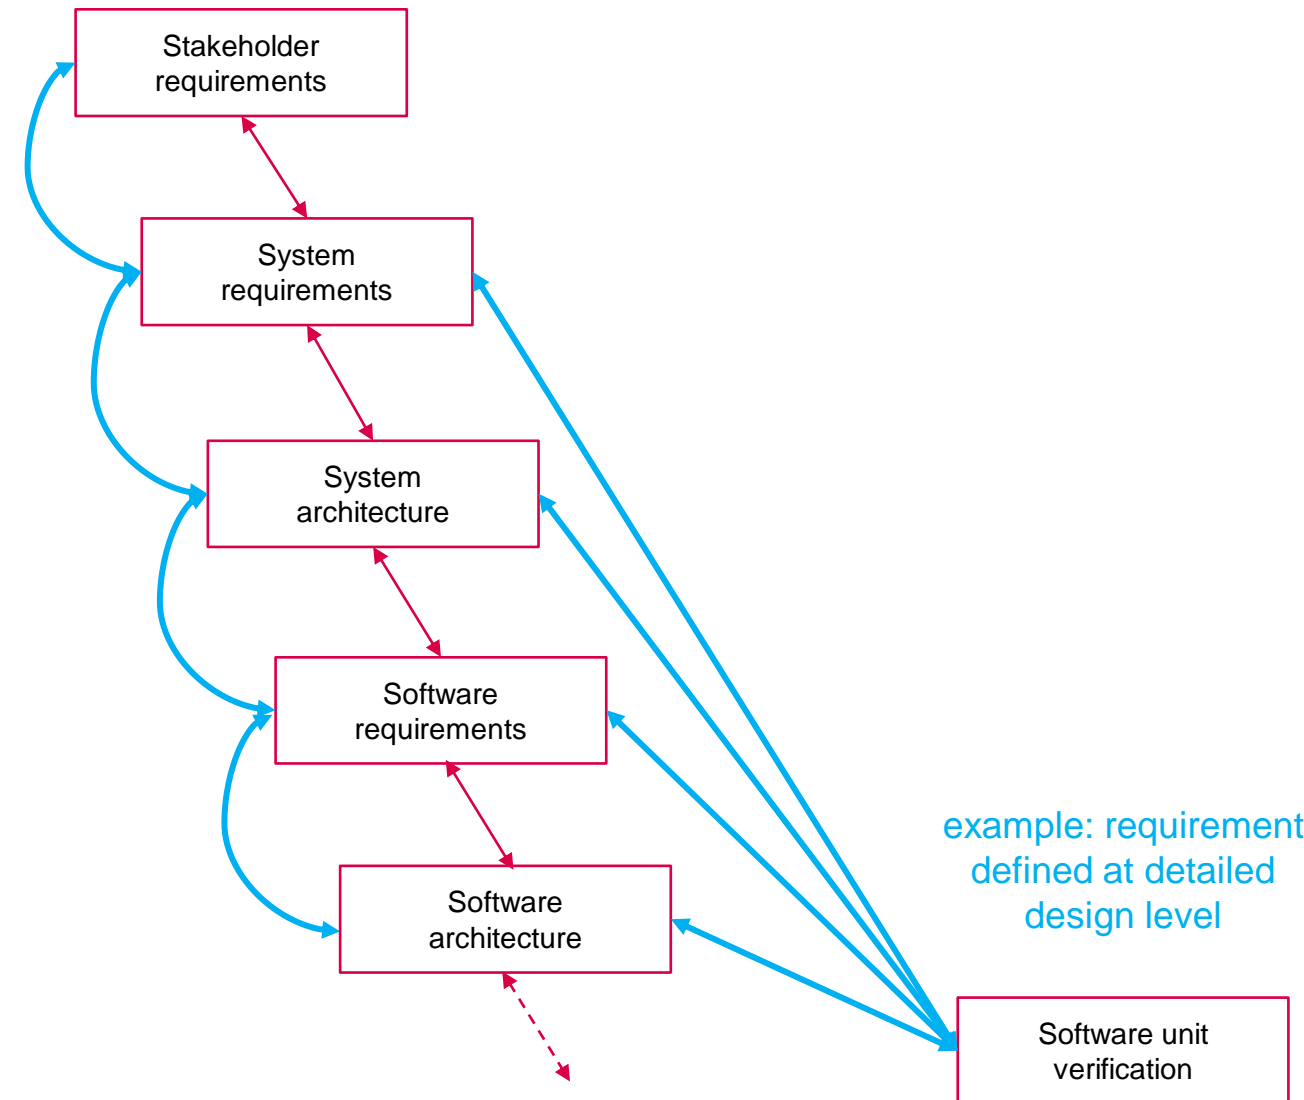 Stakeholder
requirements
System
requirements
System
architecture
Software
requirements
example: requirement
defined at detailed
design level
Software
architecture
Software unit
verification